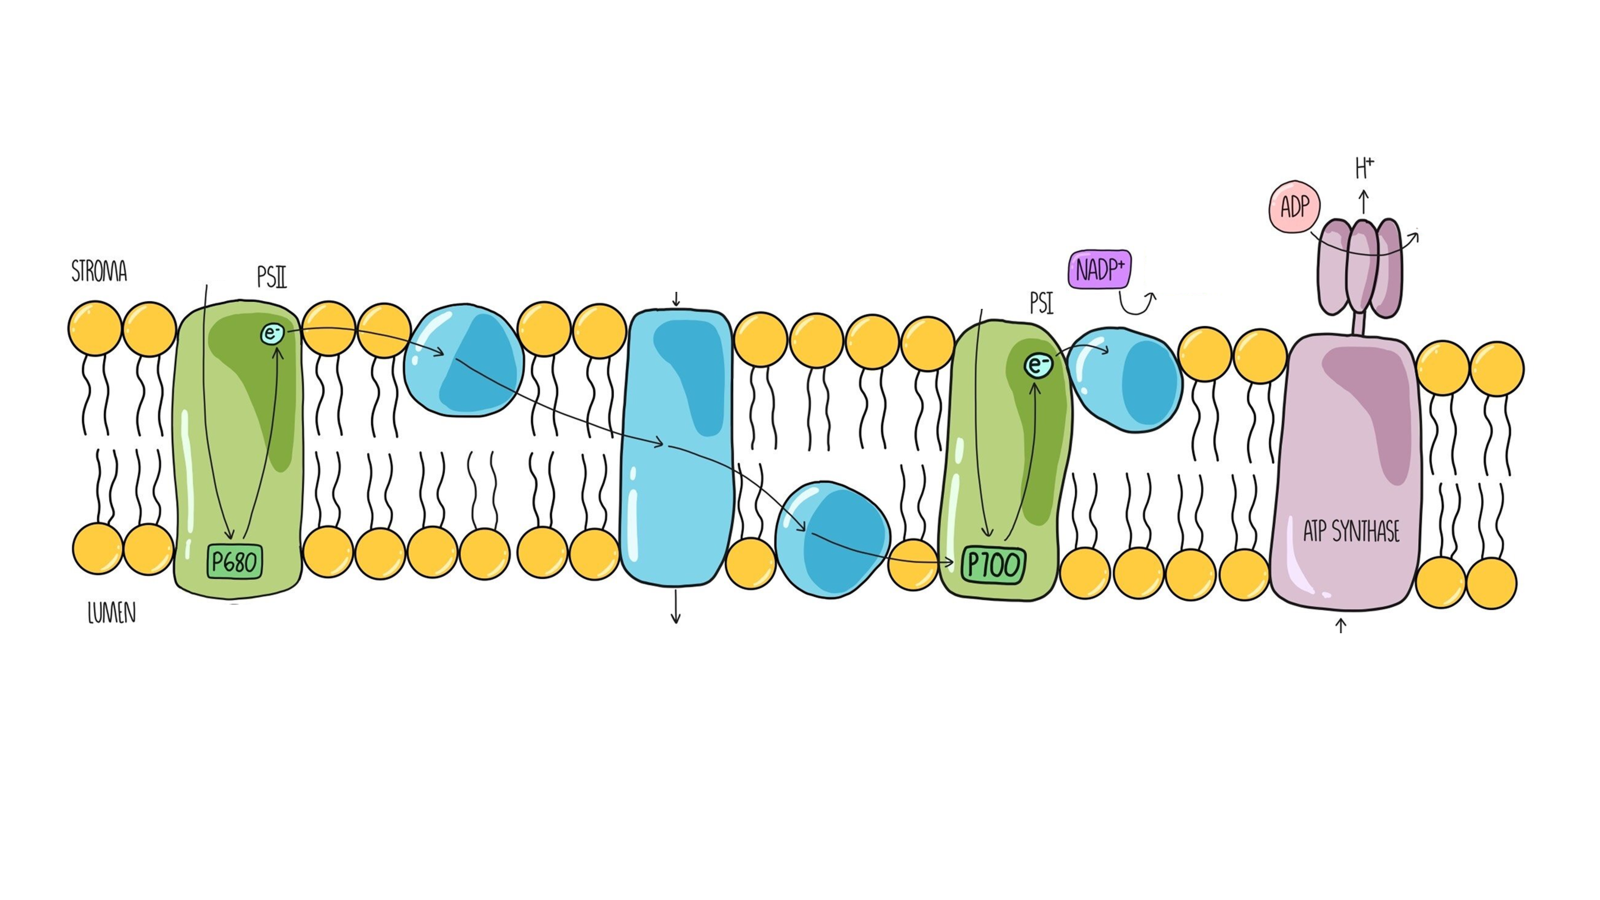 H⁺
ADP
STROMA
PSII
NADP⁺
PSI
e⁻
e⁻
ATP SYNTHASE
P680
P700
LUMEN